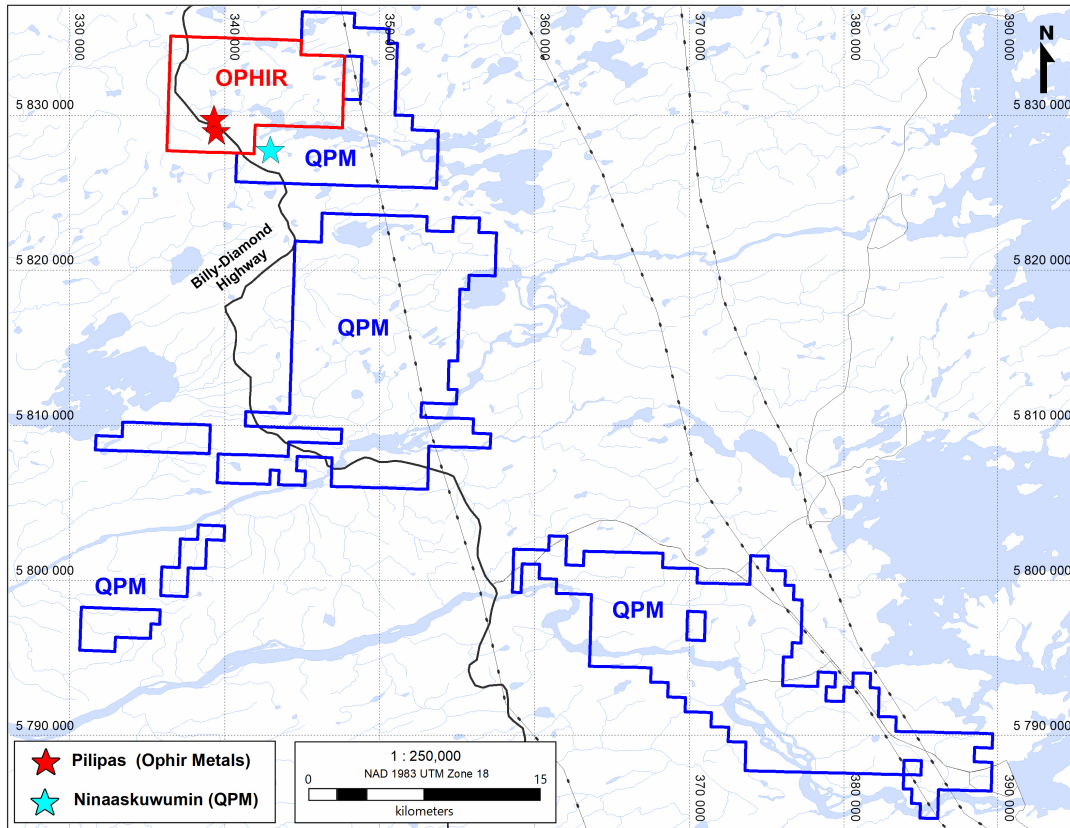 330 000
340 000
350 000
360 000
370 000
380 000
390 000
N
OPHIR
5 830 000
5 830 000
QPM
Billy-Diamond
Highway
5 820 000
5 820 000
QPM
5 810 000
5 810 000
5 800 000
5 800 000
QPM
QPM
5 790 000
5 790 000
Pilipas (Ophir Metals)
Ninaaskuwumin (QPM)
1 : 250,000
NAD 1983 UTM Zone 18
0
15
kilometers
370 000
380 000
390 000